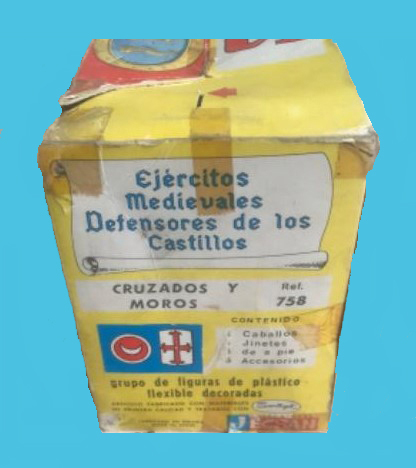 Ejércitos
Medievales
Defensores de los
Castillos
CRUZADOS Y
MOROS
Ref.
758
CONTENIDO
Caballos
Jinetes
de a pie
Accesorios
grupo de figuras de plástico
flexible decoradas